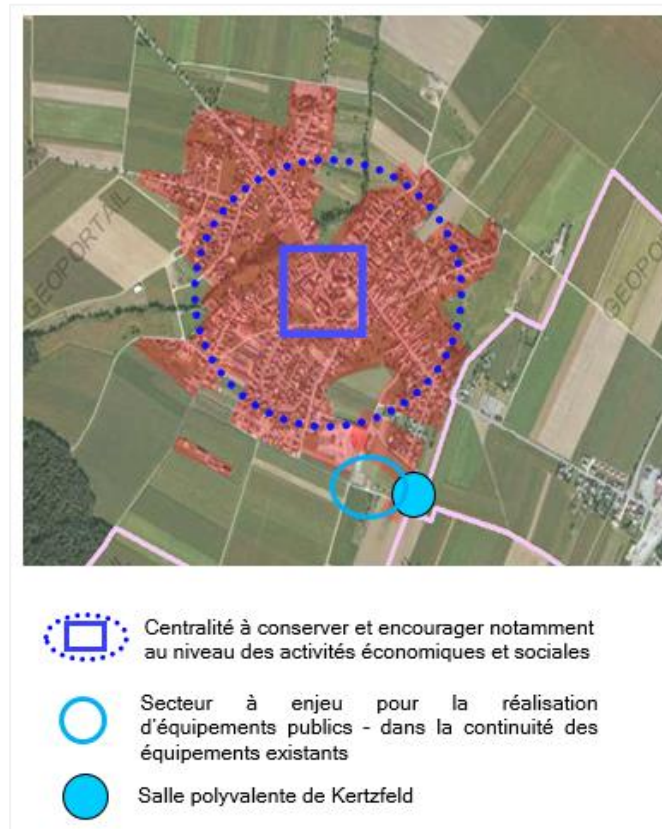 GEOPORTAIL
GEOPORTAIL
Centralité à conserver et encourager notamment
au niveau des activités économiques et sociales
Secteur à enjeu pour la réalisation
d'équipements publics - dans la continuité des
équipements existants
Salle polyvalente de Kertzfeld